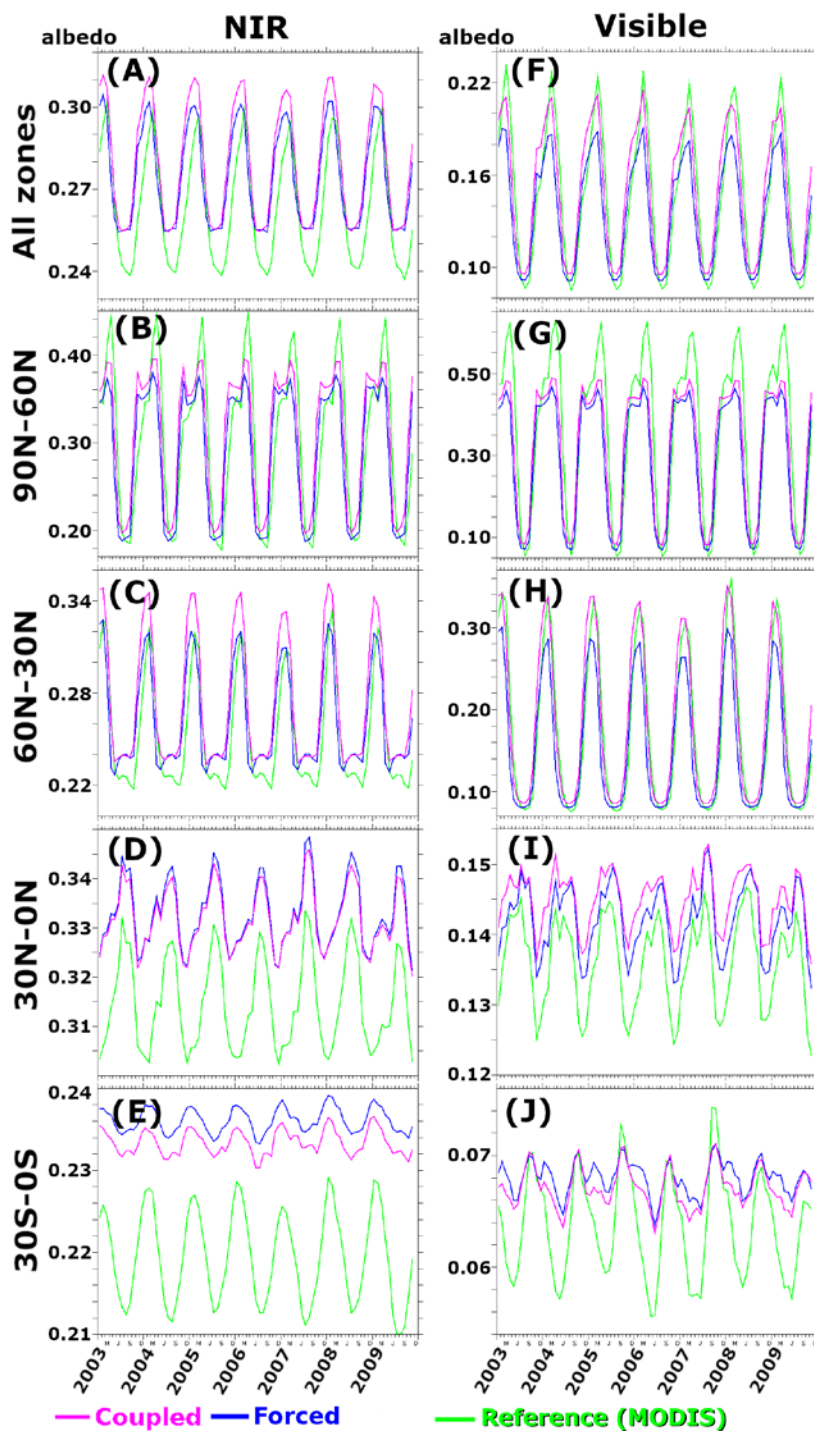 NIR Visible
albedo albedo
All zones
(A) (F)
0.30 0.22
0.27 0.16
0.24 0.10
90N-60N
(B) (G)
0.40 0.50
0.30 0.30
0.20 0.10
60N-30N
(C) (H)
0.34 0.30
0.28 0.20
0.22 0.10
30N-0N
(D) (I)
0.34 0.15
0.33 0.14
0.32 0.13
0.31 0.12
30S-0S
(E) (J)
0.24 0.07
0.23 0.06
0.22
0.21
2003 2004 2005 2006 2007 2008 2009 2003 2004 2005 2006 2007 2008 2009
Coupled Forced Reference (MODIS)